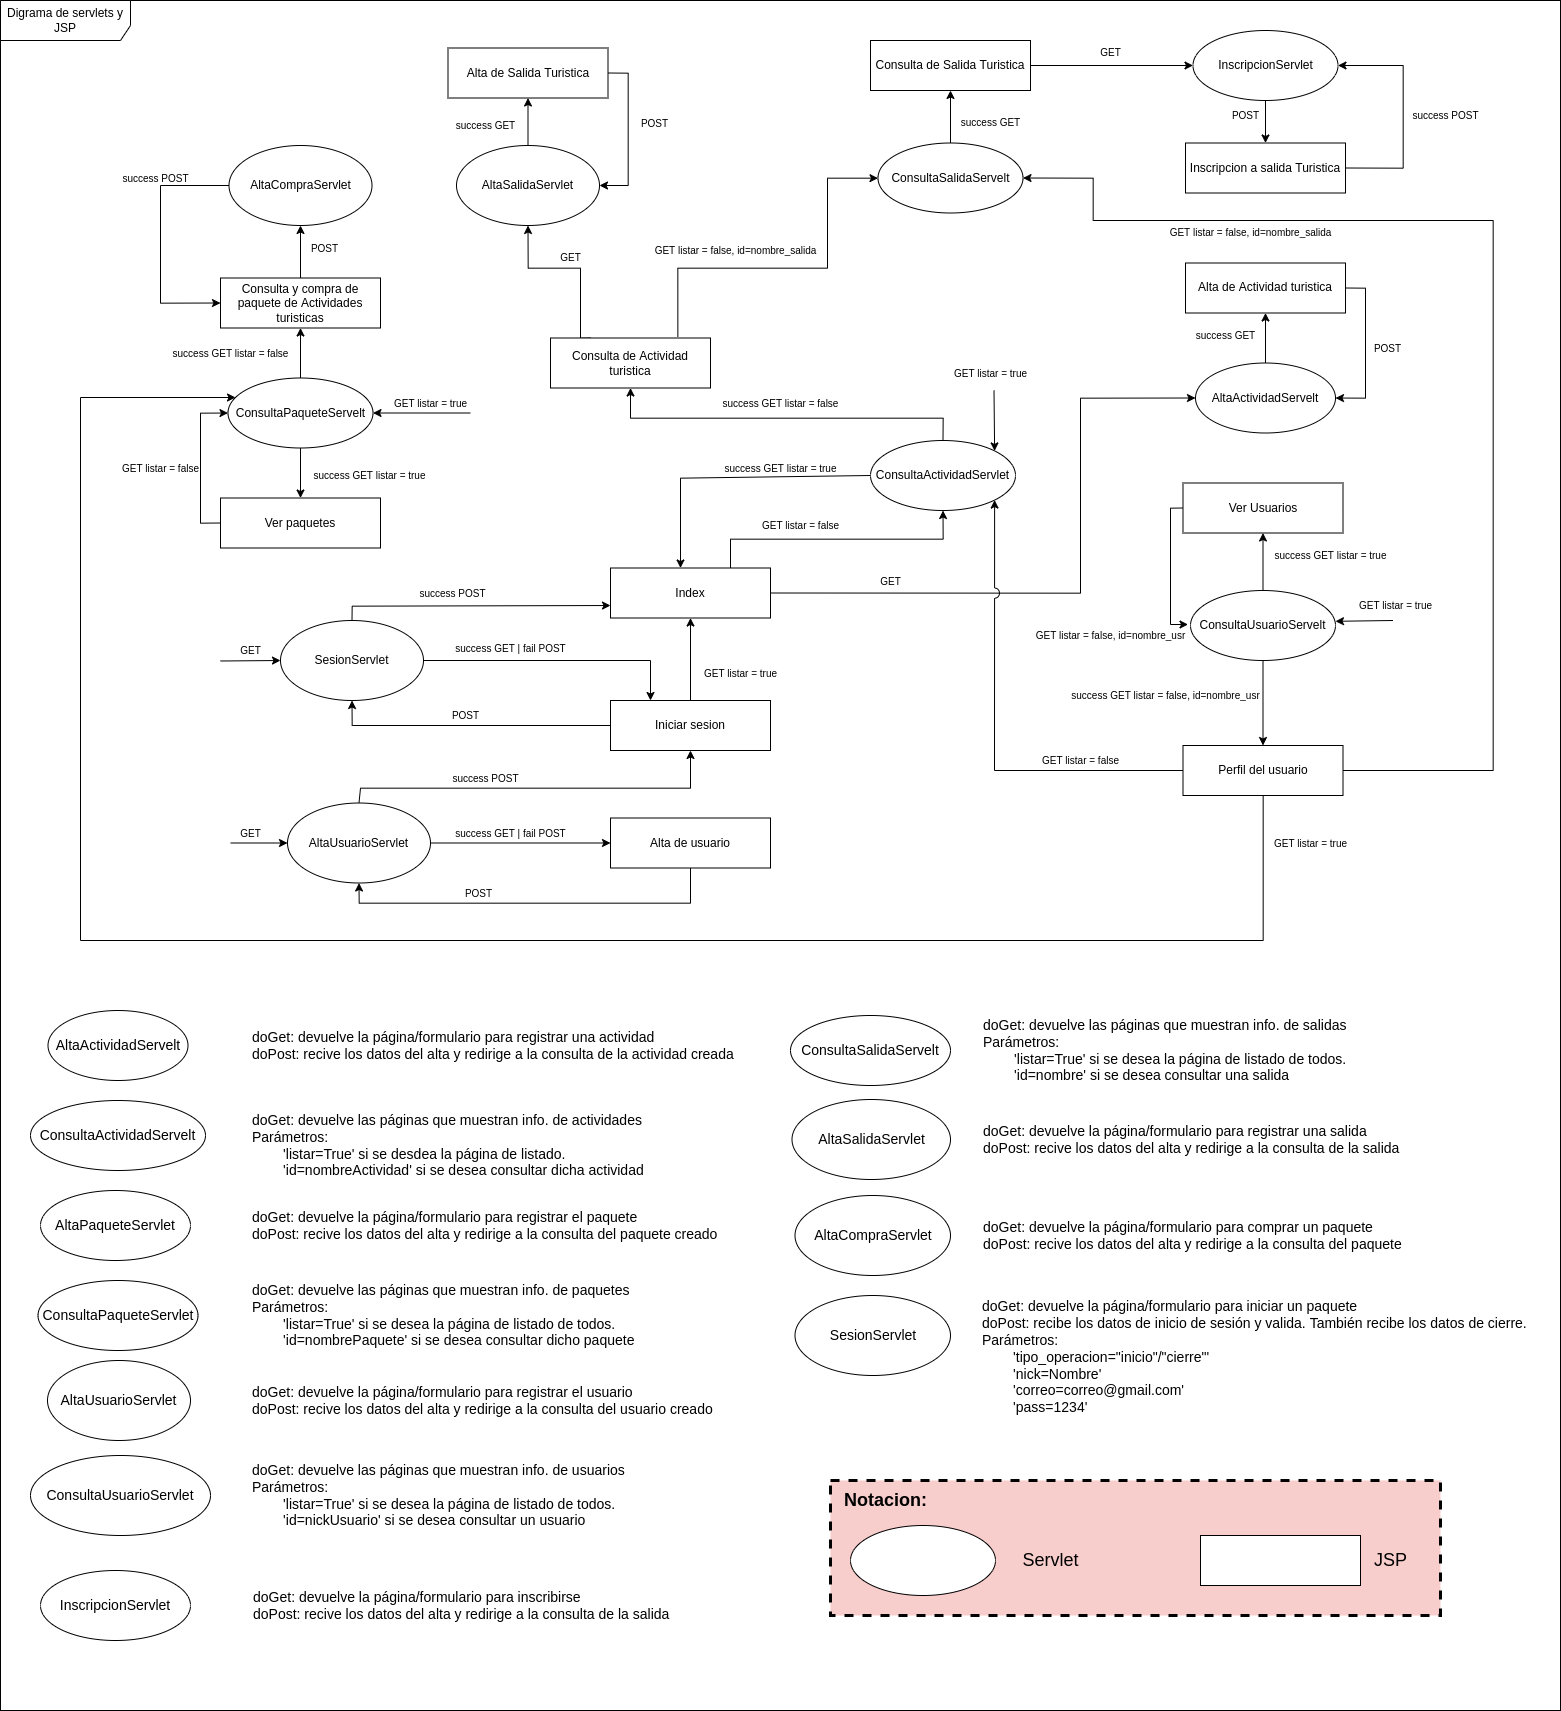 Digrama de servlets y
JSP
Alta de Salida Turistica
Consulta de Salida Turistica
GET
InscripcionServlet
success GET
POST
success GET
POST
success POST
AltaCompraServlet
success POST
AltaSalidaServlet
ConsultaSalidaServelt
Inscripcion a salida Turistica
POST
GET
GET listar = false, id=nombre_salida
GET listar = false, id=nombre_salida
Consulta y compra de
paquete de Actividades
turisticas
Alta de Actividad turistica
success GET listar = false
Consulta de Actividad
turistica
success GET
POST
GET listar = true
ConsultaPaqueteServelt
GET listar = true
success GET listar = false
AltaActividadServelt
GET listar = false
success GET listar = true
success GET listar = true
ConsultaActividadServlet
Ver paquetes
GET listar = false
Ver Usuarios
success GET listar = true
success POST
Index
GET
GET listar = true
GET listar = false, id=nombre_usr
ConsultaUsuarioServelt
GET
SesionServlet
success GET | fail POST
GET listar = true
success GET listar = false, id=nombre_usr
POST
Iniciar sesion
GET listar = false
Perfil del usuario
success POST
GET
AltaUsuarioServlet
success GET | fail POST
Alta de usuario
GET listar = true
POST
AltaActividadServelt
doGet: devuelve la página/formulario para registrar una actividad
doPost: recive los datos del alta y redirige a la consulta de la actividad creada
ConsultaActividadServelt
doGet: devuelve las páginas que muestran info. de actividades
Parámetros:
'listar=True' si se desdea la página de listado.
'id=nombreActividad' si se desea consultar dicha actividad
AltaPaqueteServlet
doGet: devuelve la página/formulario para registrar el paquete
doPost: recive los datos del alta y redirige a la consulta del paquete creado
ConsultaPaqueteServlet
doGet: devuelve las páginas que muestran info. de paquetes
Parámetros:
'listar=True' si se desea la página de listado de todos.
'id=nombrePaquete' si se desea consultar dicho paquete
AltaUsuarioServlet
doGet: devuelve la página/formulario para registrar el usuario
doPost: recive los datos del alta y redirige a la consulta del usuario creado
ConsultaUsuarioServlet
doGet: devuelve las páginas que muestran info. de usuarios
Parámetros:
'listar=True' si se desea la página de listado de todos.
'id=nickUsuario' si se desea consultar un usuario
InscripcionServlet
doGet: devuelve la página/formulario para inscribirse
doPost: recive los datos del alta y redirige a la consulta de la salida
ConsultaSalidaServelt
doGet: devuelve las páginas que muestran info. de salidas
Parámetros:
'listar=True' si se desea la página de listado de todos.
'id=nombre' si se desea consultar una salida
AltaSalidaServlet
doGet: devuelve la página/formulario para registrar una salida
doPost: recive los datos del alta y redirige a la consulta de la salida
AltaCompraServlet
doGet: devuelve la página/formulario para comprar un paquete
doPost: recive los datos del alta y redirige a la consulta del paquete
SesionServlet
doGet: devuelve la página/formulario para iniciar un paquete
doPost: recibe los datos de inicio de sesión y valida. También recibe los datos de cierre.
Parámetros:
'tipo_operacion="inicio"/"cierre"'
'nick=Nombre'
'correo=correo@gmail.com'
'pass=1234'
Notacion:
Servlet
JSP